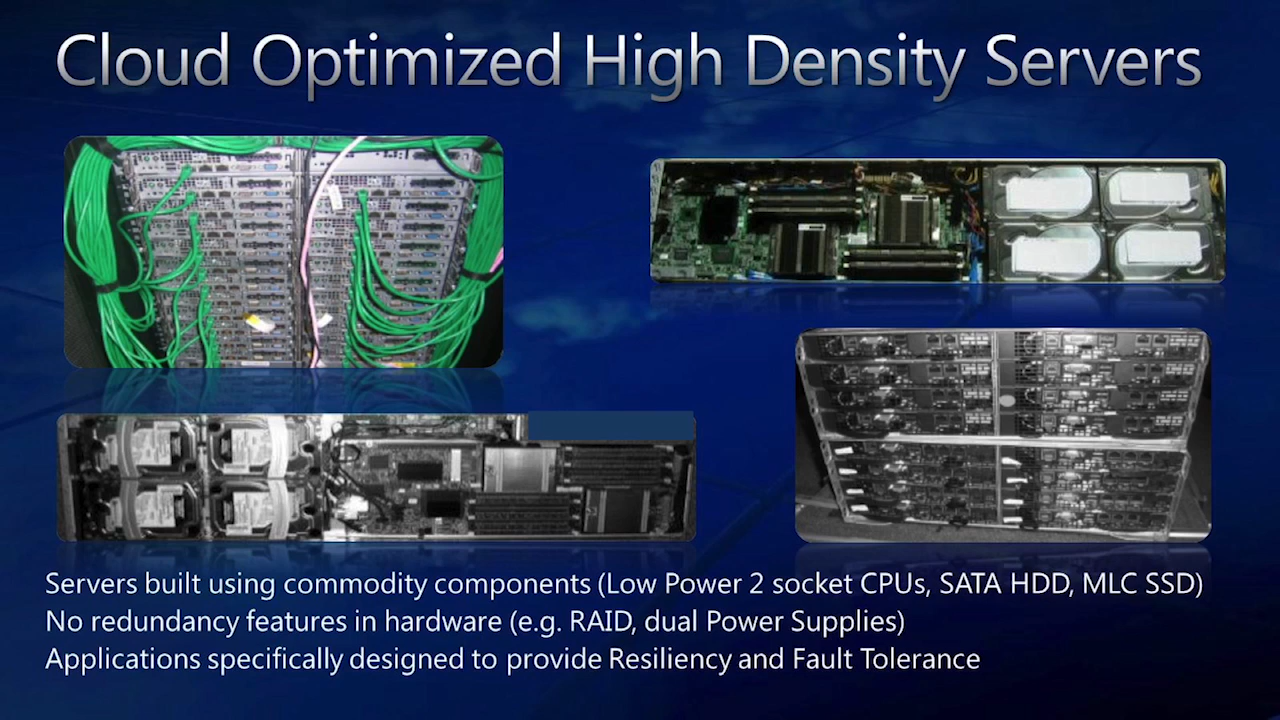 Cloud Optimized High Density Servers
Servers built using commodity components (Low Power 2 socket CPUs, SATA HDD, MLC SSD)
No redundancy features in hardware (e.g. RAID, dual Power Supplies)
Applications specifically designed to provide Resiliency and Fault Tolerance